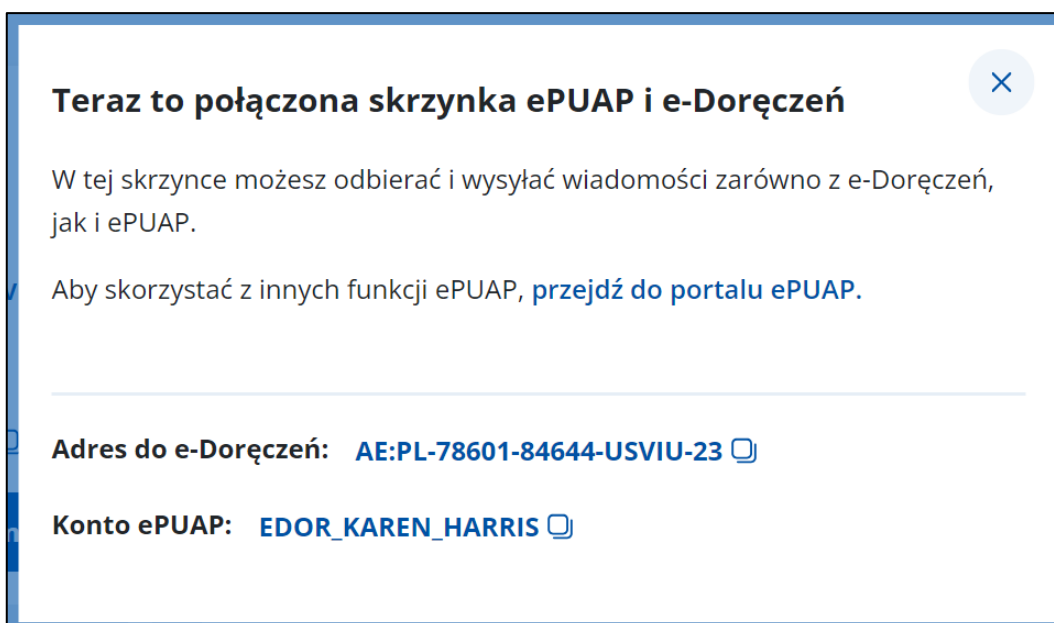 Teraz to połączona skrzynka ePUAP i e-Doręczeń
W tej skrzynce możesz odbierać i wysyłać wiadomości zarówno z e-Doręczeń,
jak i ePUAP.
Aby skorzystać z innych funkcji ePUAP, przejdź do portalu ePUAP.
Adres do e-Doręczeń: AE:PL-78601-84644-USVIU-23
Konto ePUAP: EDOR_KAREN_HARRIS